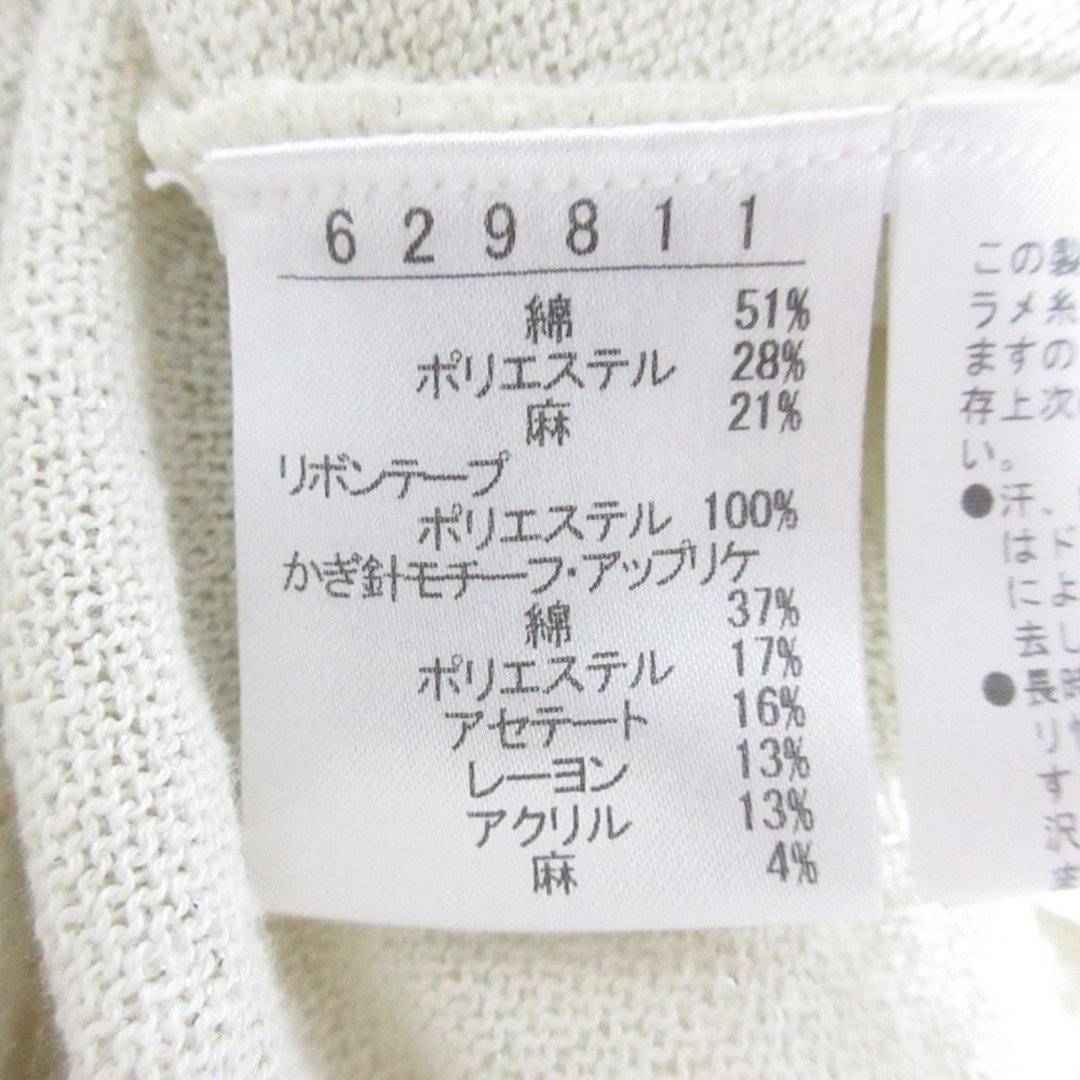 629811
綿 51%
ポリエステル 28%
麻 21%
リボンテープ
ポリエステル 100%
かぎ針モチーフ・アップリケ
綿 37%
ポリエステル 17%
アセテート 16%
レーヨン 13%
アクリル 13%
麻 4%
この製
ラメ糸
ますの
存上次
い。
●汗、
はド
によ
去し
●長時
り
す
沢